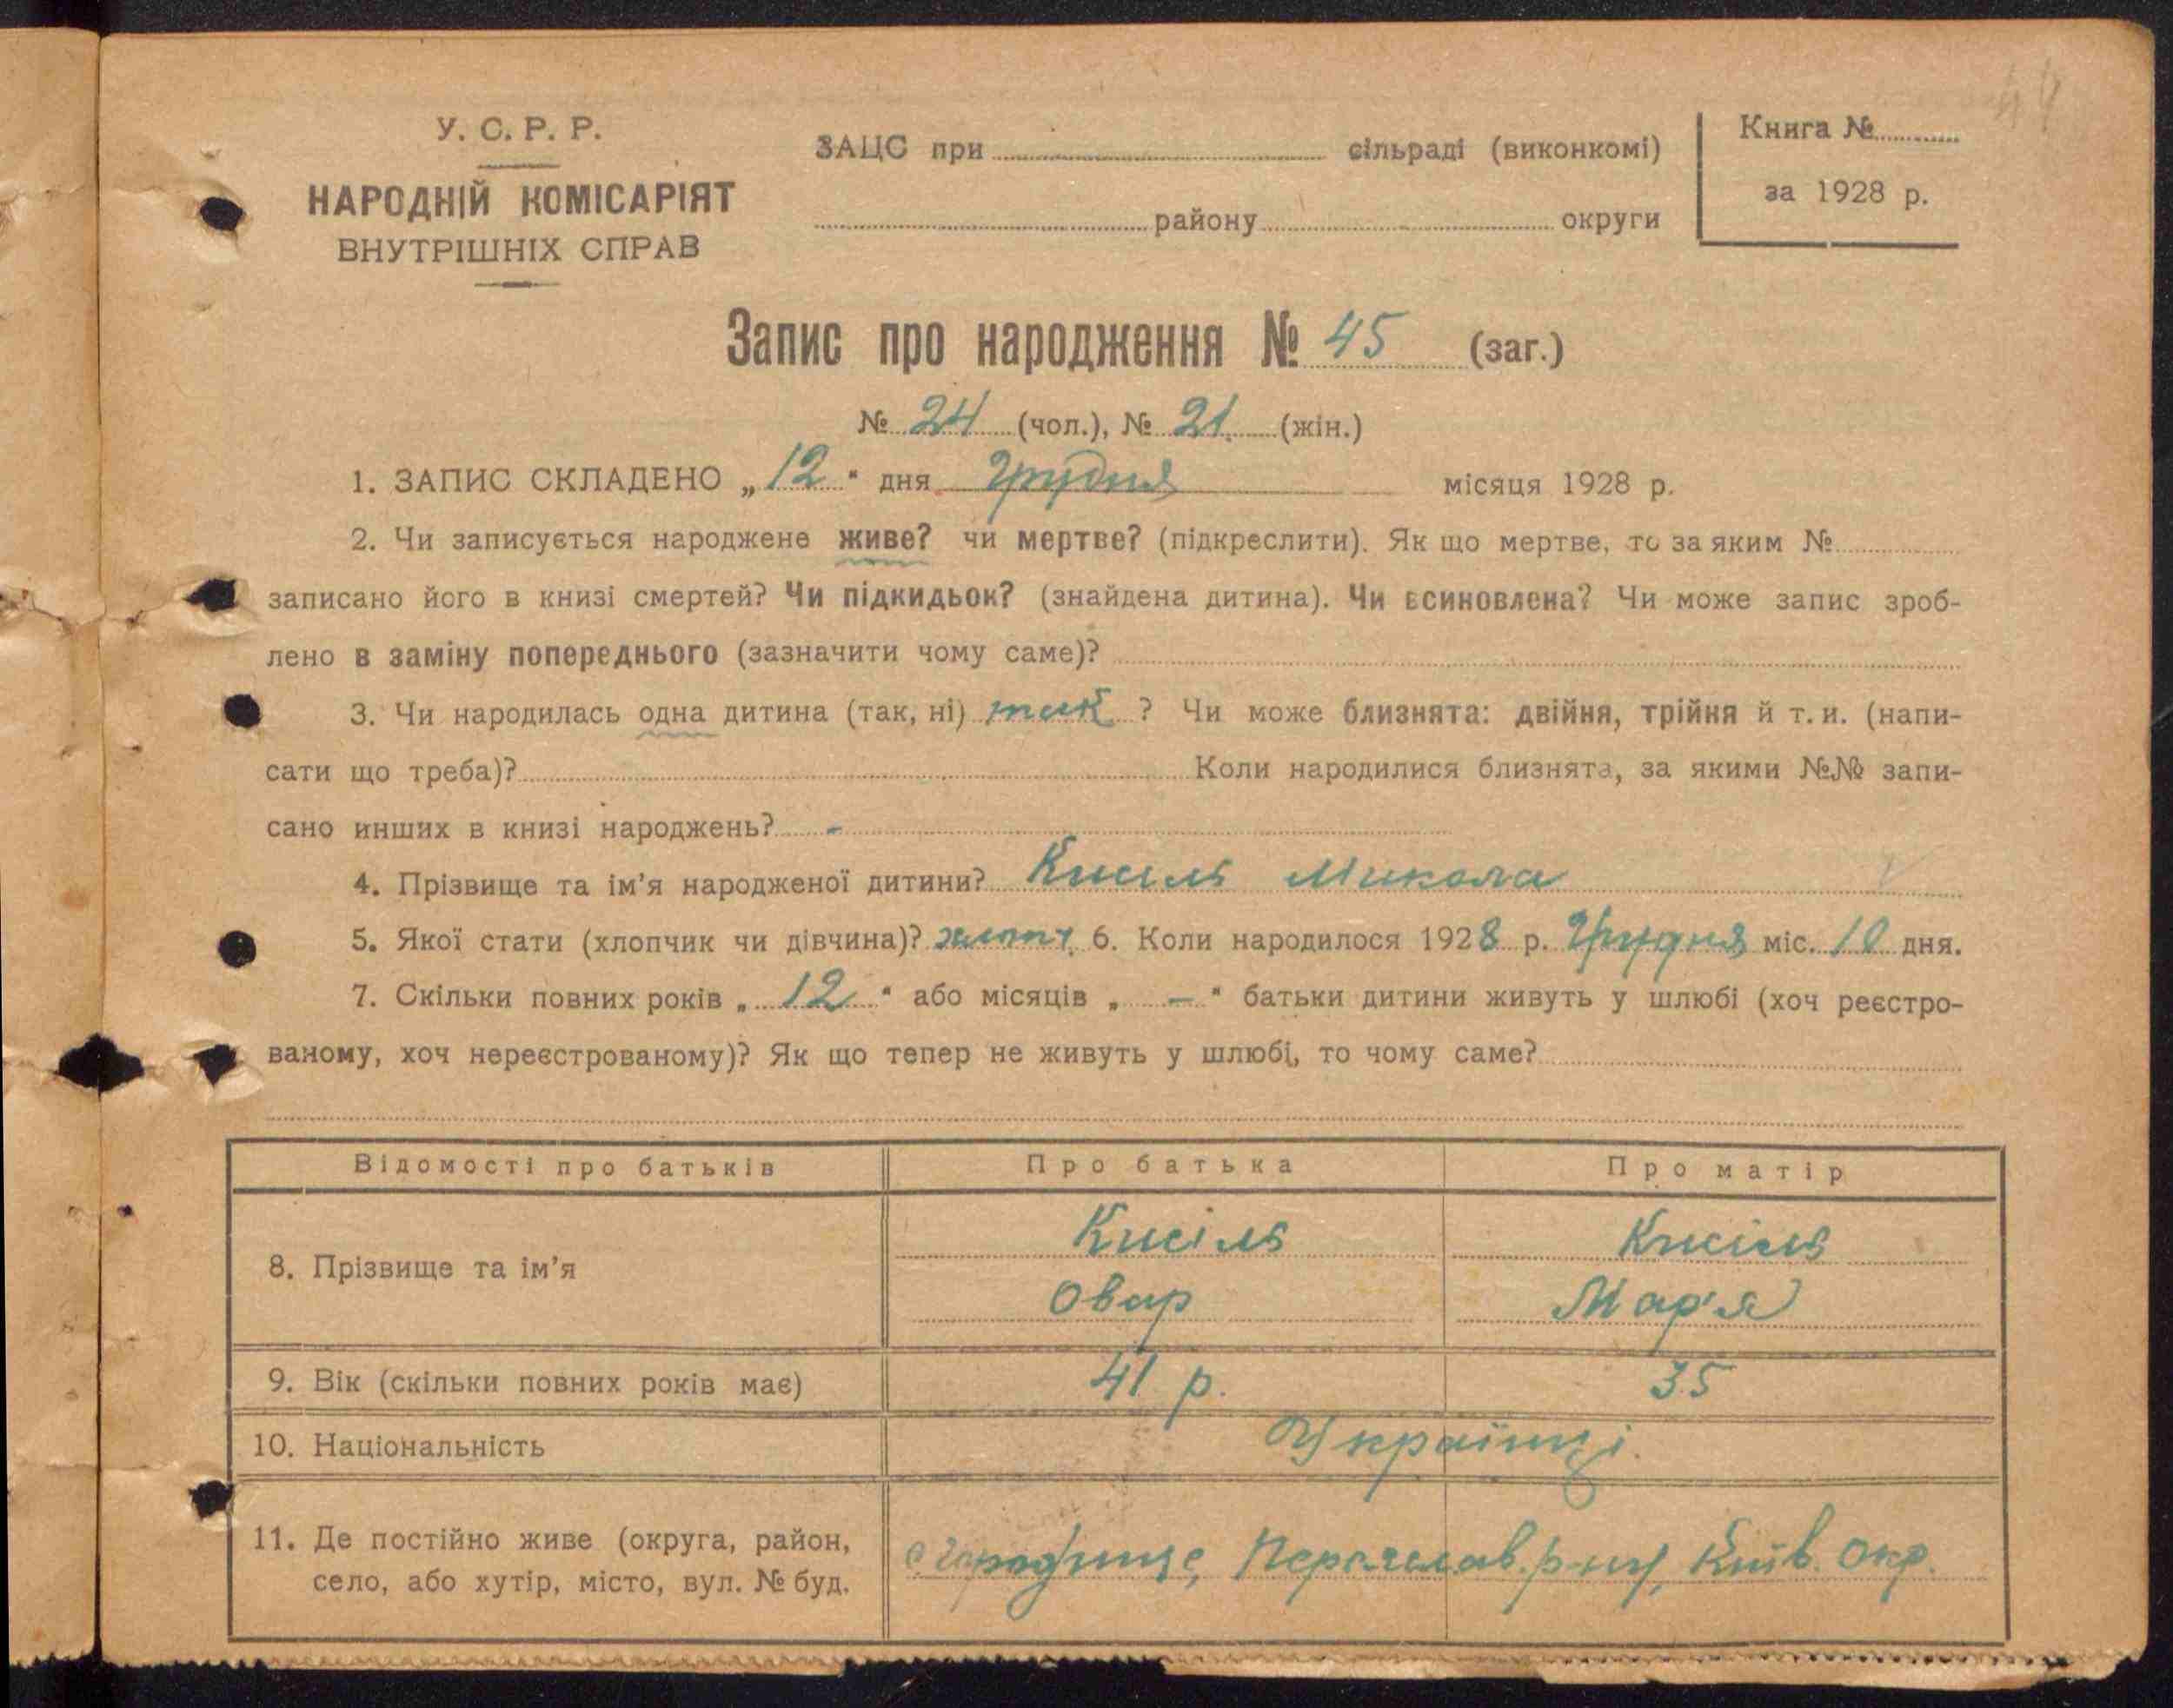 44
У. С. Р. Р.
НАРОДНІЙ КОМІСАРІЯТ
ВНУТРІШНІХ СПРАВ
ЗАЦС при сільраді (виконкомі)
району округи
Книга №
за 1928 р.
Запис про народження № 45 (заг.)
№ 24 (чол.), № 21. (жін.)
1. ЗАПИС СКЛАДЕНО „12“ дня грудня місяця 1928 р.
2. Чи записується народжене живе? чи мертве? (підкреслити). Як що мертве, то за яким №
записано його в книзі смертей? Чи підкидьок? (знайдена дитина). Чи всиновлена? Чи може запис зроб-
лено в заміну попереднього (зазначити чому саме)?
3. Чи народилась одна дитина (так, ні) так ? Чи може близнята: двійня, трійня й т. и. (напи-
сати що треба)? Коли народилися близнята, за якими №№ запи-
сано инших в книзі народжень? -
4. Прізвище та ім’я народженої дитини? Кисіль Микола
5. Якої стати (хлопчик чи дівчина)? хлопч. 6. Коли народилося 1928 р. Грудня міс. 10 дня.
7. Скільки повних років „12“ або місяців „—“ батьки дитини живуть у шлюбі (хоч реєстро-
ваному, хоч нереєстрованому)? Як що тепер не живуть у шлюбі, то чому саме?
Відомості про батьків Про батька Про матір
8. Прізвище та ім’я Кисіль Кисіль
Овар Мар'я
9. Вік (скільки повних років має) 41 р. 35
10. Національність Українці.
11. Де постійно живе (округа, район,
село, або хутір, місто, вул. № буд.
с Городище, Переяслав. р-ну, Київ. Окр.